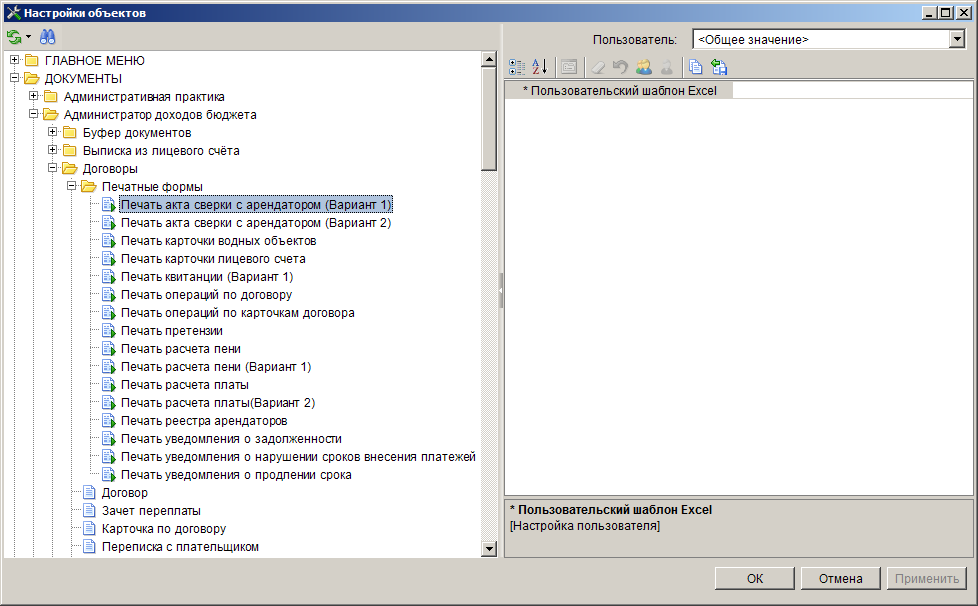 Настройки объектов
Пользователь: <Общее значение>
ГЛАВНОЕ МЕНЮ
ДОКУМЕНТЫ
Административная практика
Администратор доходов бюджета
Буфер документов
Выписка из лицевого счёта
Договоры
Печатные формы
Печать акта сверки с арендатором (Вариант 1)
Печать акта сверки с арендатором (Вариант 2)
Печать карточки водных объектов
Печать карточки лицевого счета
Печать квитанции (Вариант 1)
Печать операций по договору
Печать операций по карточкам договора
Печать претензии
Печать расчета пени
Печать расчета пени (Вариант 1)
Печать расчета платы
Печать расчета платы(Вариант 2)
Печать реестра арендаторов
Печать уведомления о задолженности
Печать уведомления о нарушении сроков внесения платежей
Печать уведомления о продлении срока
Договор
Зачет переплаты
Карточка по договору
Переписка с плательщиком
* Пользовательский шаблон Excel
* Пользовательский шаблон Excel
[Настройка пользователя]
ОК
Отмена
Применить